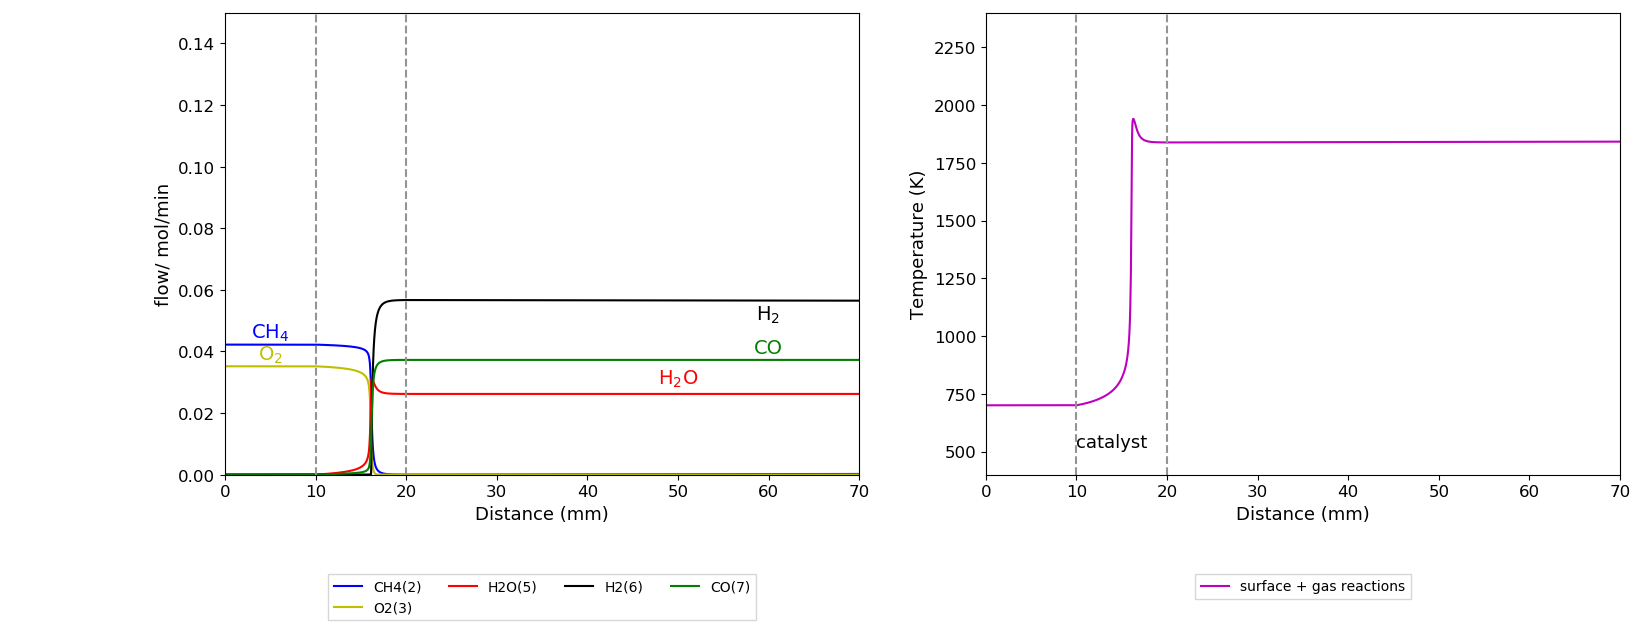 0.14
0.12
0.10
0.08
0.06
0.04
0.02
0.00
flow/ mol/min
0 10 20 30 40 50 60 70
Distance (mm)
CH4
O2
H2
CO
H2O
CH4(2) H2O(5) H2(6) CO(7)
O2(3)
2250
2000
1750
1500
1250
1000
750
500
Temperature (K)
catalyst
0 10 20 30 40 50 60 70
Distance (mm)
surface + gas reactions